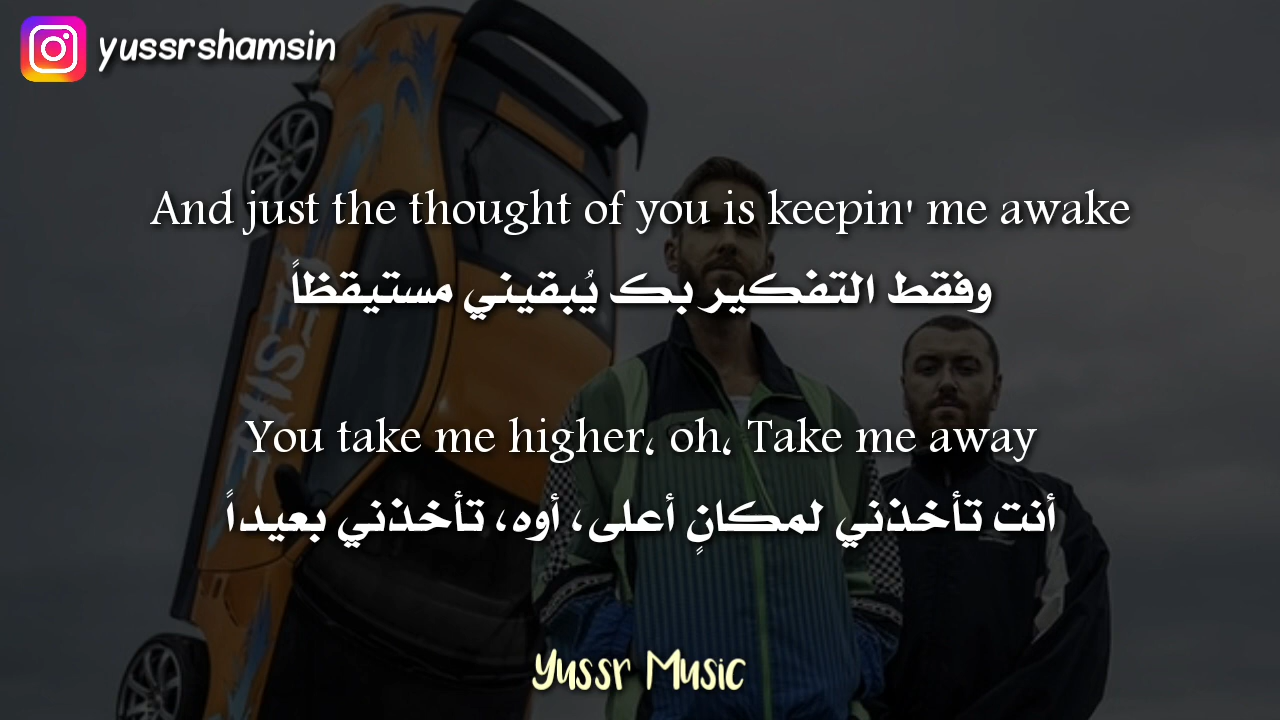 yussrshamsin
And just the thought of you is keepin' me awake
وفقط التفكير بك يُبقيني مستيقظاً
You take me higher، oh، Take me away
أنت تأخذني لمكانٍ أعلى، أوه، تأخذني بعيداً
Yussr Music